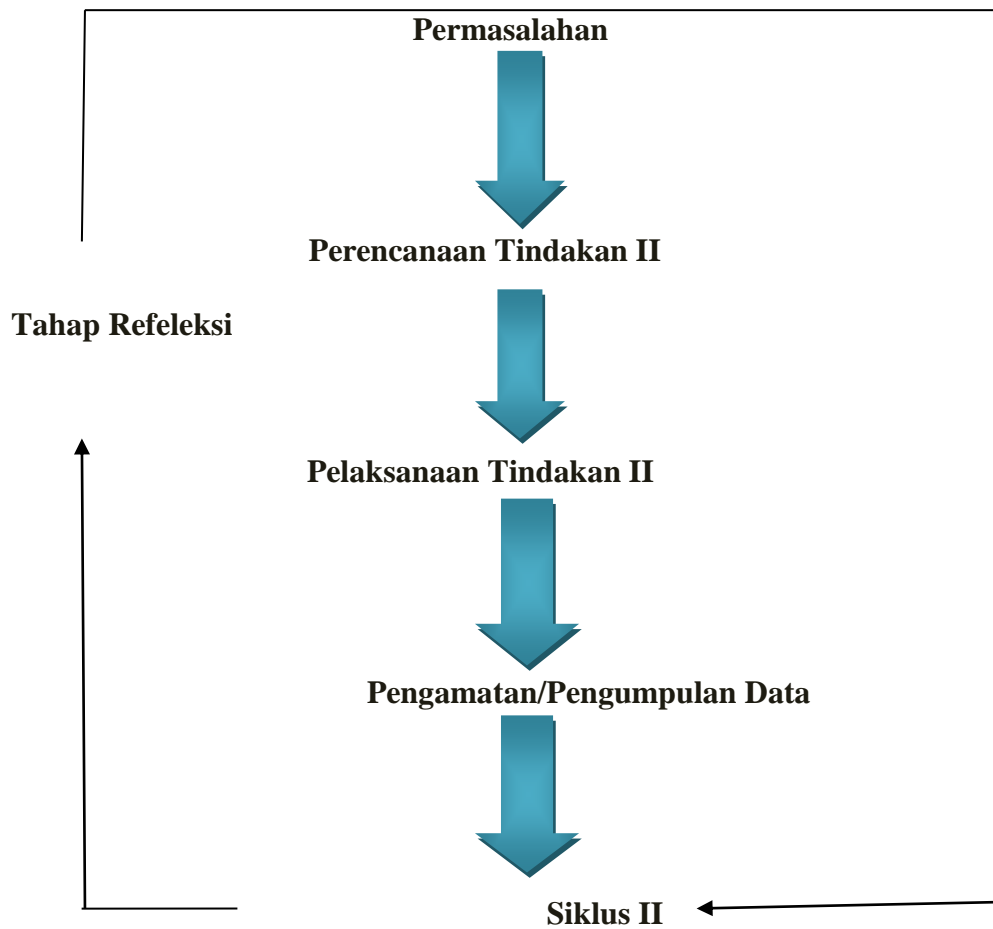 Permasalahan
Perencanaan Tindakan II
Tahap Refeleksi
Pelaksanaan Tindakan II
Pengamatan/Pengumpulan Data
Siklus II